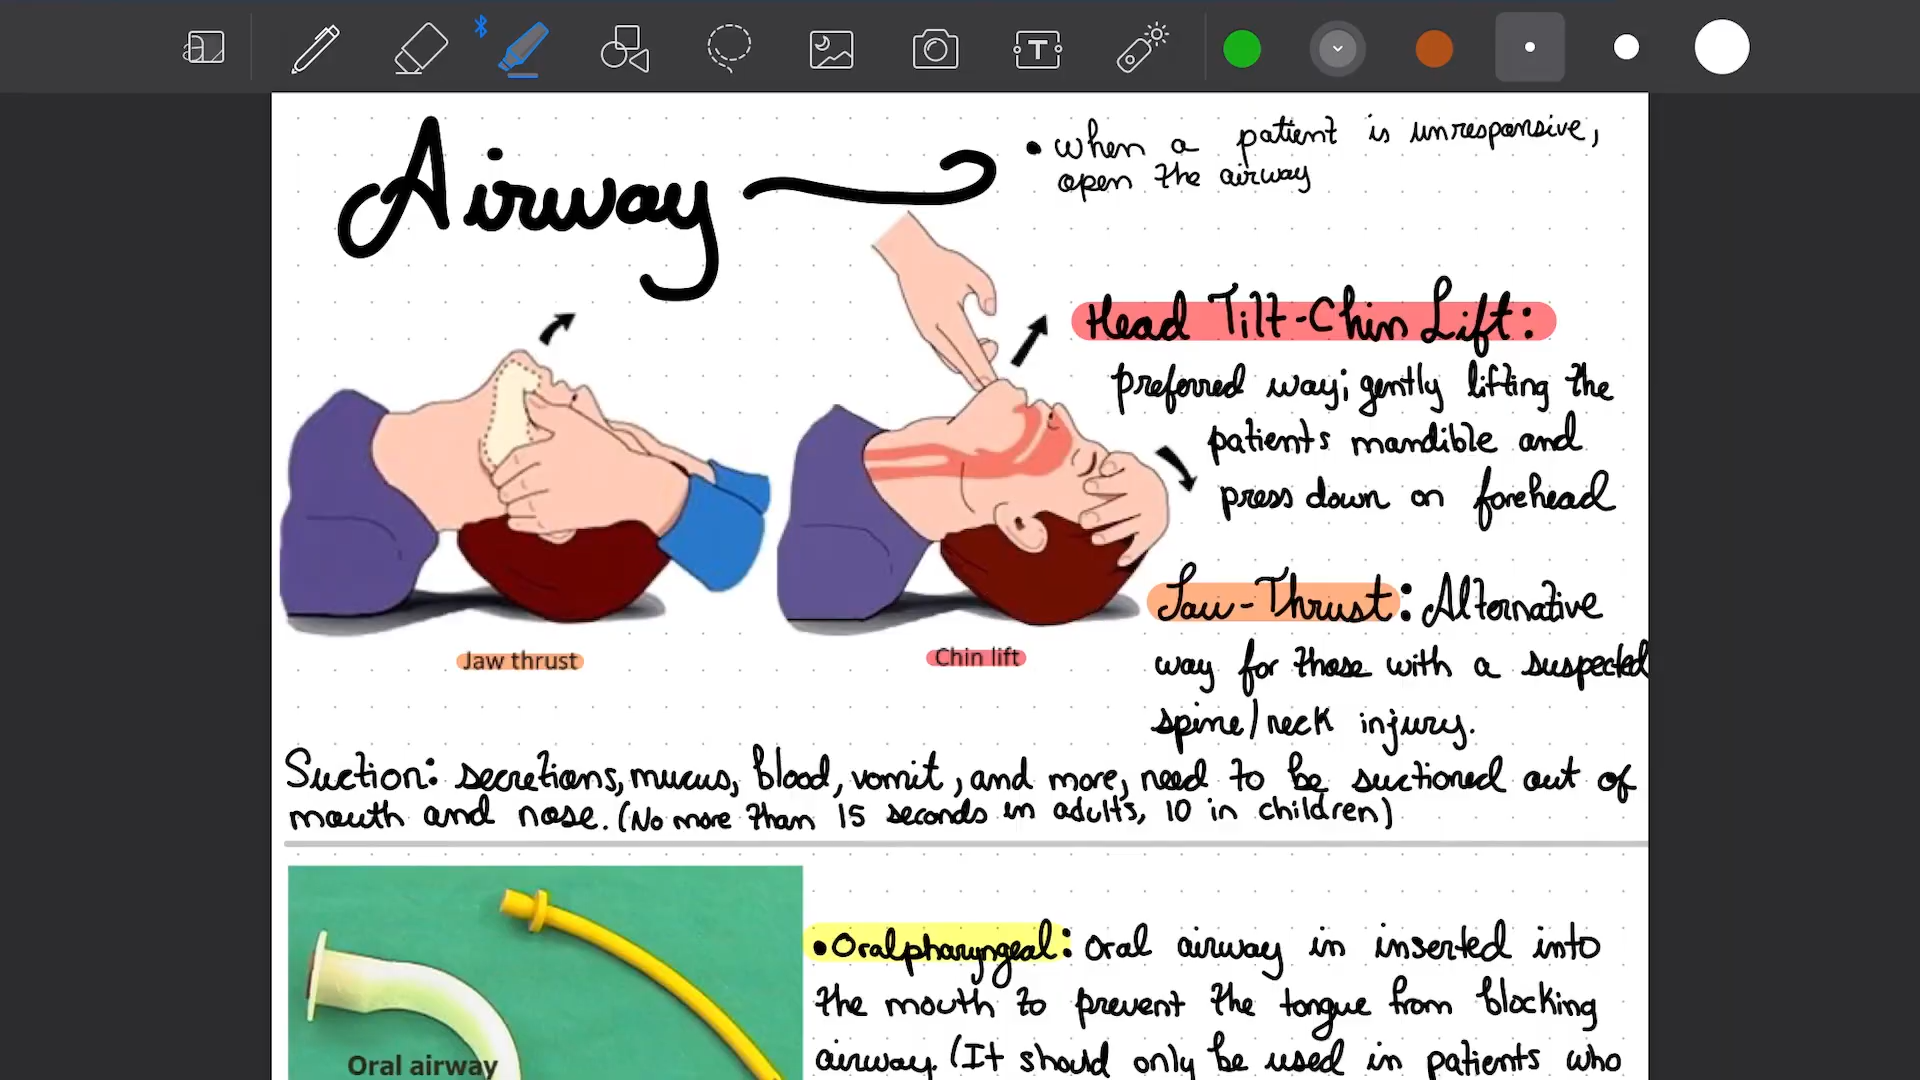 Airway
• when a patient is unresponsive,
open the airway
Head Tilt-Chin Lift:
preferred way; gently lifting the
patients mandible and
press down on forehead
Jaw-Thrust: Alternative
way for those with a suspected
spine/neck injury.
Jaw thrust
Chin lift
Suction: secretions, mucus, blood, vomit, and more, need to be suctioned out of
mouth and nose. (No more than 15 seconds in adults, 10 in children)
• Oralpharyngeal: Oral airway in inserted into
the mouth to prevent the tongue from blocking
airway. (It should only be used in patients who
Oral airway